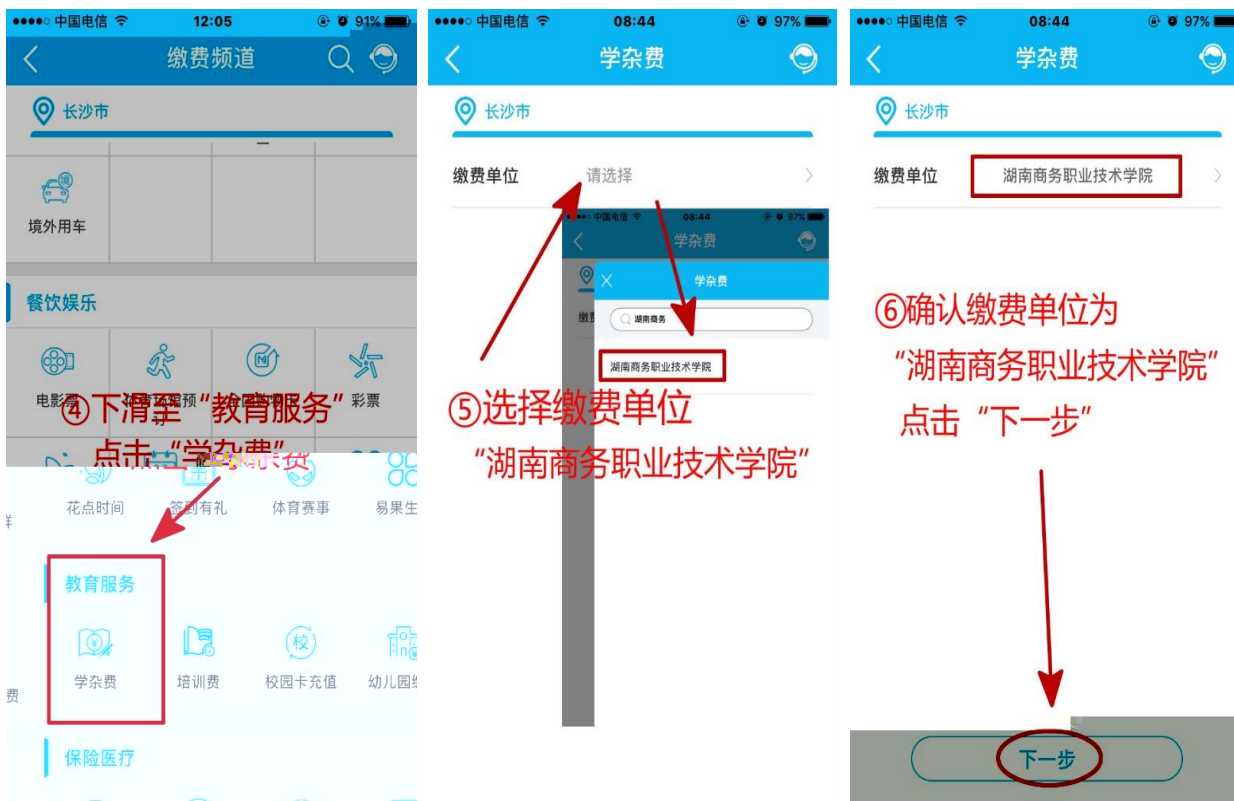 中国电信 12:05 91%
缴费频道
长沙市
境外用车
餐饮娱乐
电影票
彩票
④下滑至“教育服务”
点击“学杂费”
花点时间 签到有礼 体育赛事 易果生
教育服务
学杂费 培训费 校园卡充值 幼儿园
费
保险医疗
中国电信 08:44 97%
学杂费
长沙市
缴费单位 请选择
中国电信 08:44 97%
学杂费
学杂费
湖南商务
湖南商务职业技术学院
⑤选择缴费单位
“湖南商务职业技术学院”
中国电信 08:44 97%
学杂费
长沙市
缴费单位 湖南商务职业技术学院
⑥确认缴费单位为
“湖南商务职业技术学院”
点击“下一步”
下一步